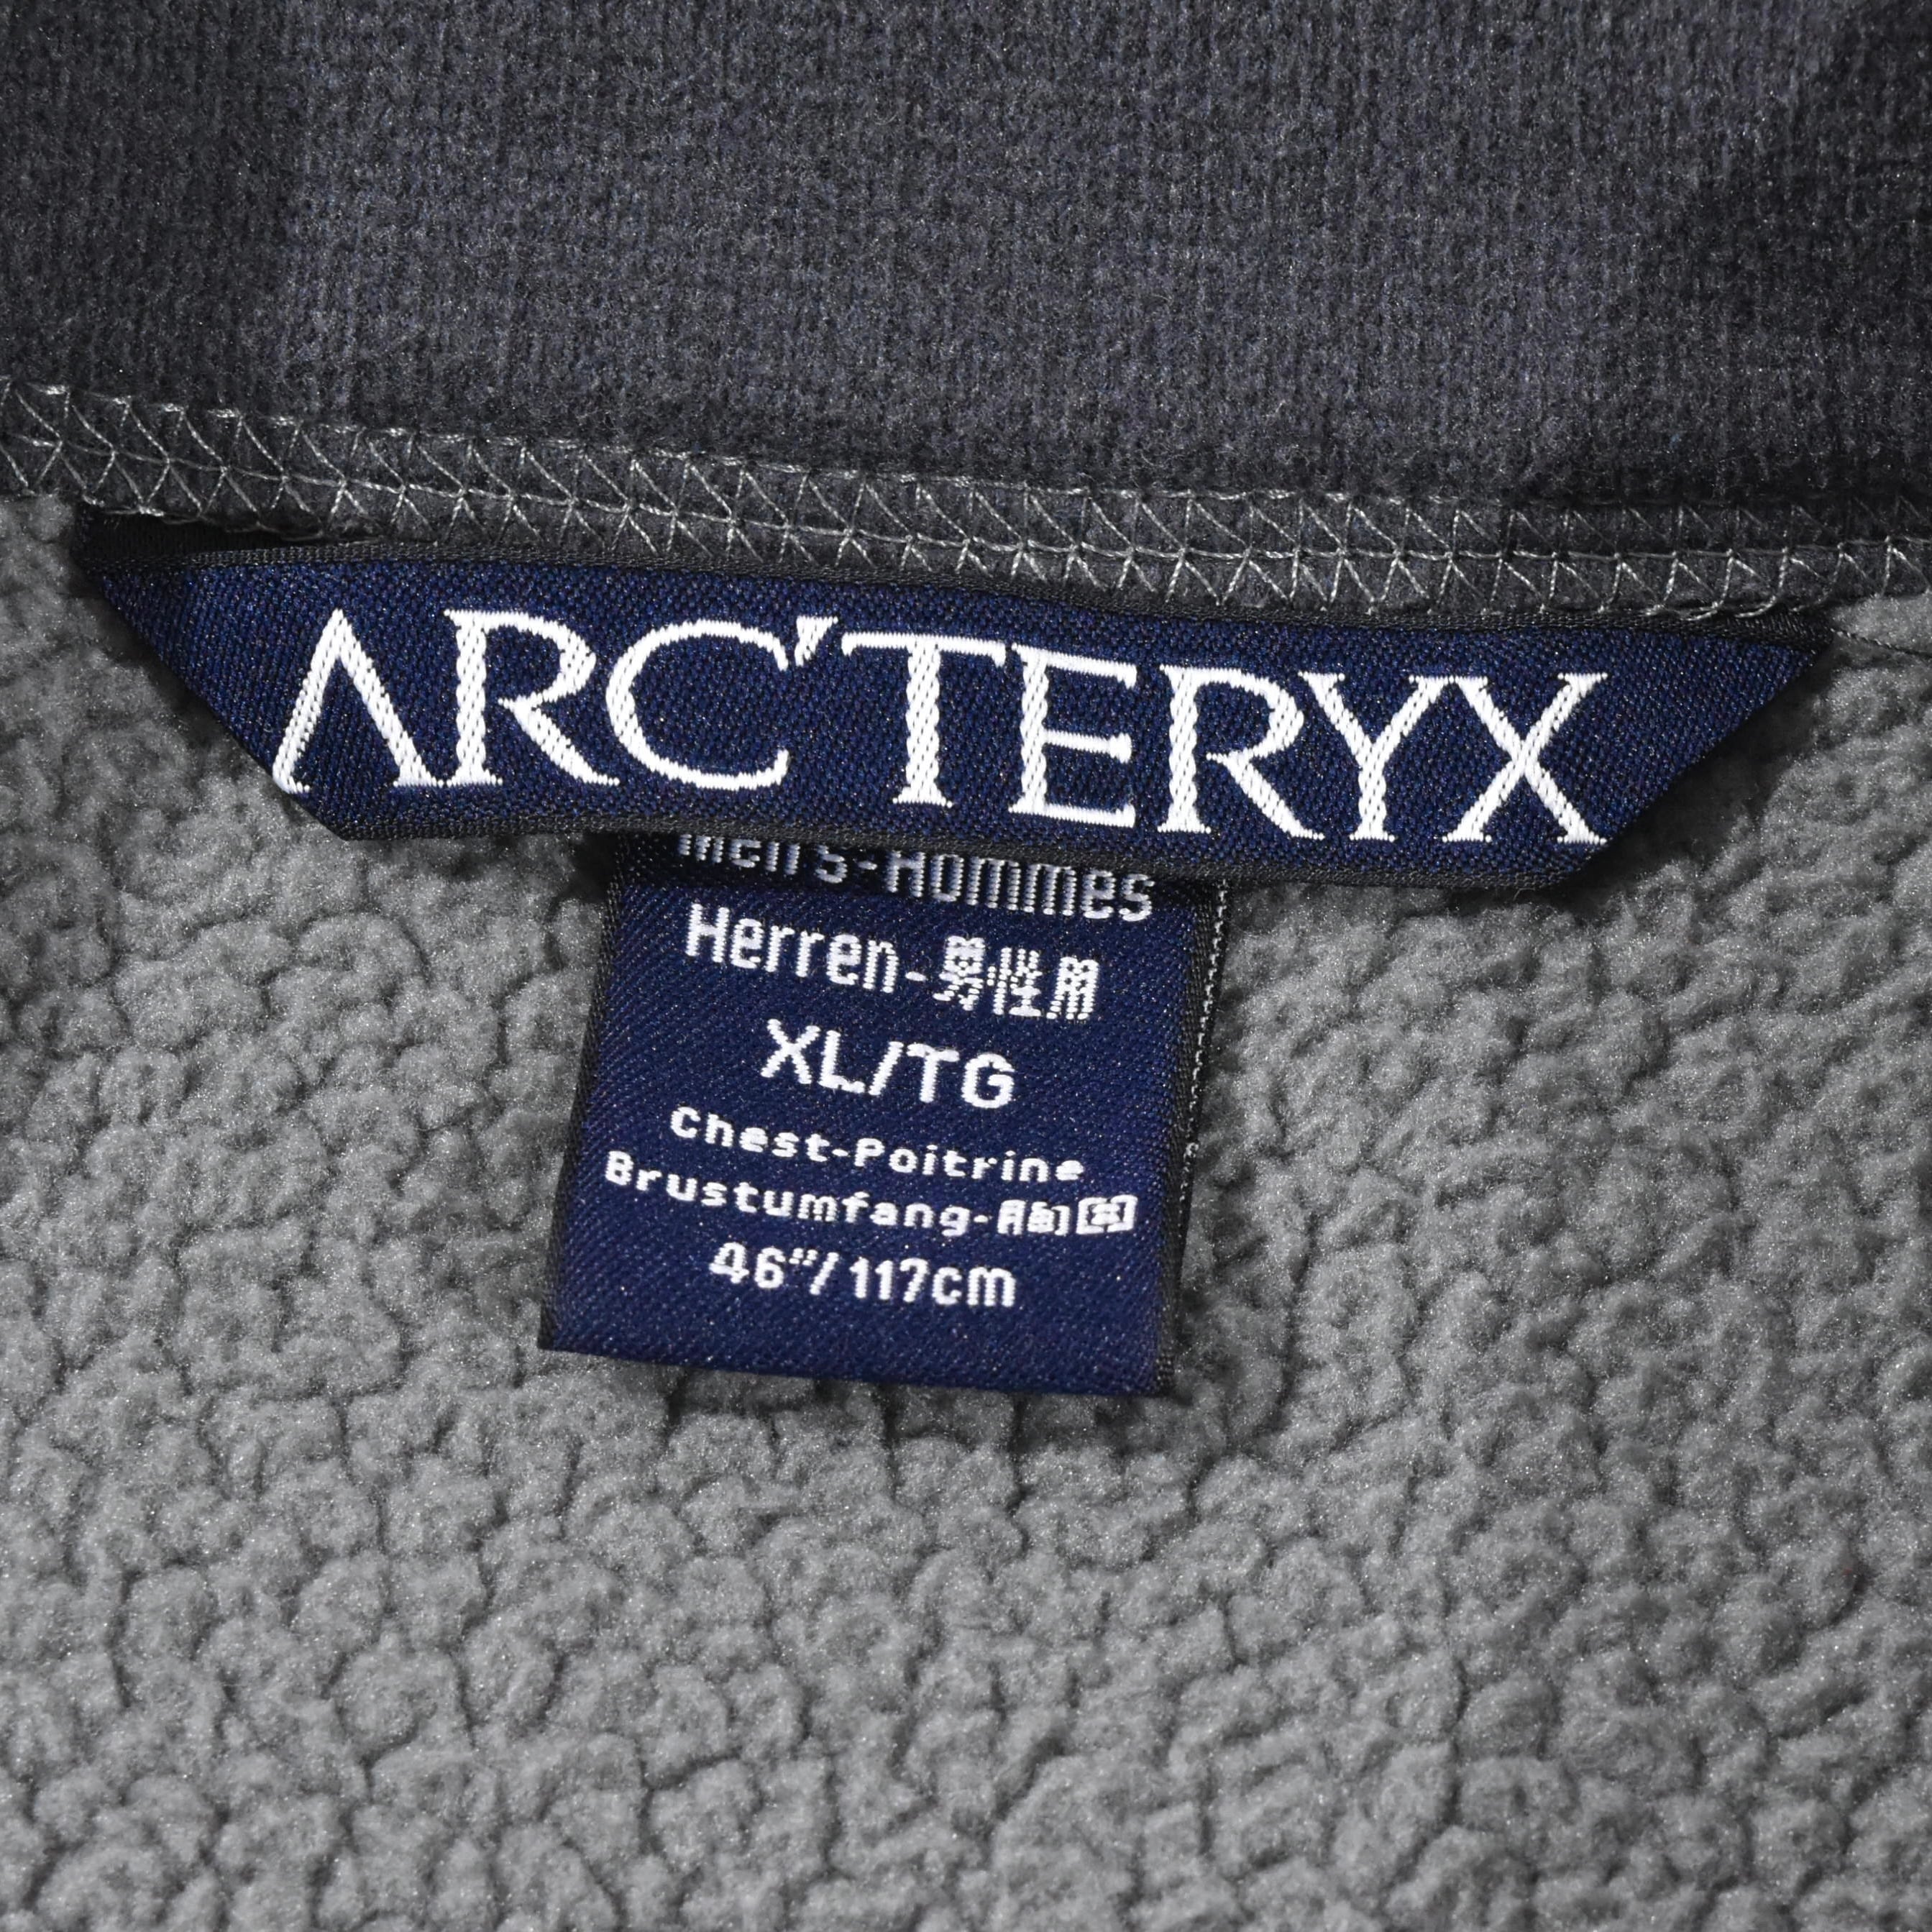 ARC'TERYX
Men's-Hommes
Herren-男性用
XL/TG
Chest-Poitrine
Brustumfang-胸囲
46"/117cm